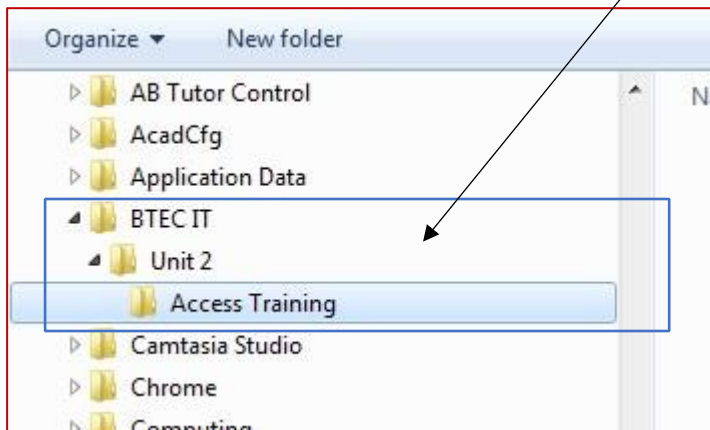 Organize New folder
AB Tutor Control
N
AcadCfg
Application Data
BTEC IT
Unit 2
Access Training
Camtasia Studio
Chrome
Computing